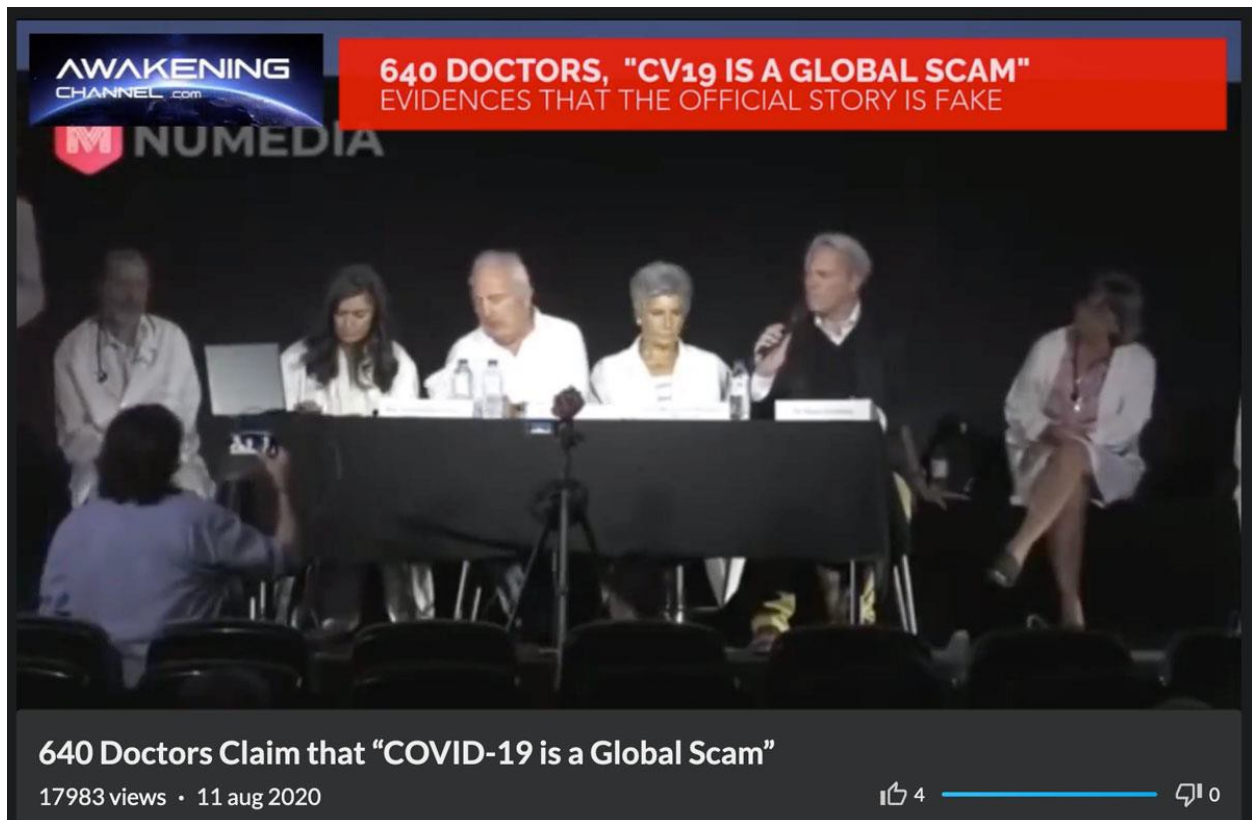 AWAKENING
CHANNEL .com
640 DOCTORS, "CV19 IS A GLOBAL SCAM"
EVIDENCES THAT THE OFFICIAL STORY IS FAKE
NUMEDIA
640 Doctors Claim that “COVID-19 is a Global Scam”
17983 views · 11 aug 2020
4
0